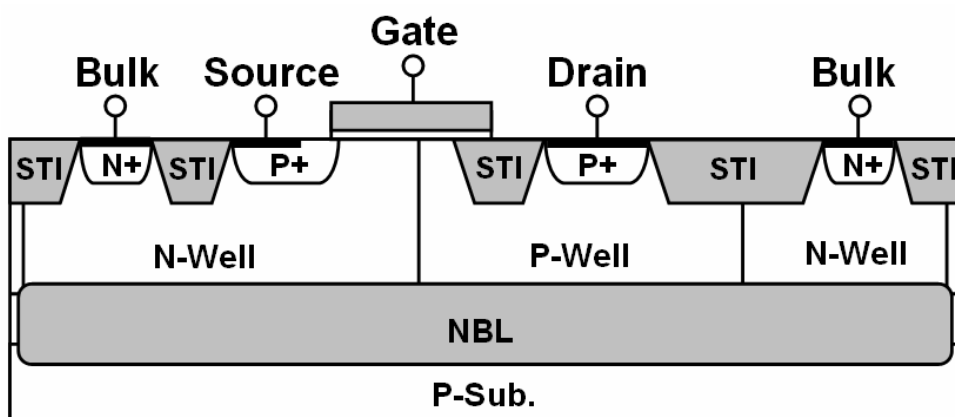 Gate
Bulk Source Drain Bulk
STI N+ STI P+ STI P+ STI N+ STI
N-Well P-Well N-Well
NBL
P-Sub.